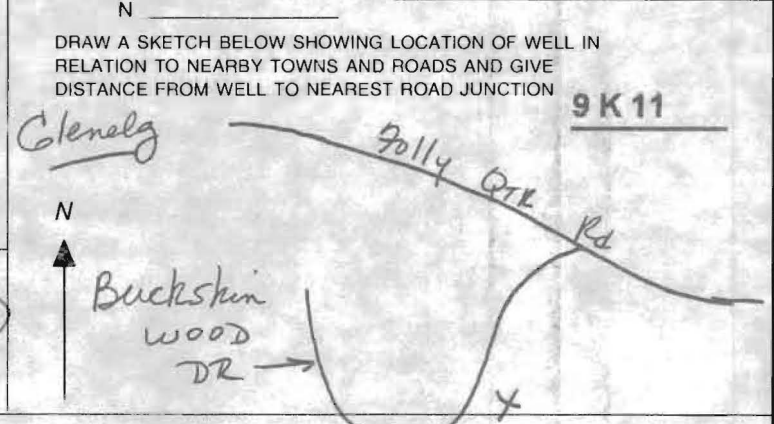 N
DRAW A SKETCH BELOW SHOWING LOCATION OF WELL IN
RELATION TO NEARBY TOWNS AND ROADS AND GIVE
DISTANCE FROM WELL TO NEAREST ROAD JUNCTION
9 K 11
Glenelg
Folly QTR Rd
N
Buckskin
WOOD
DR
X